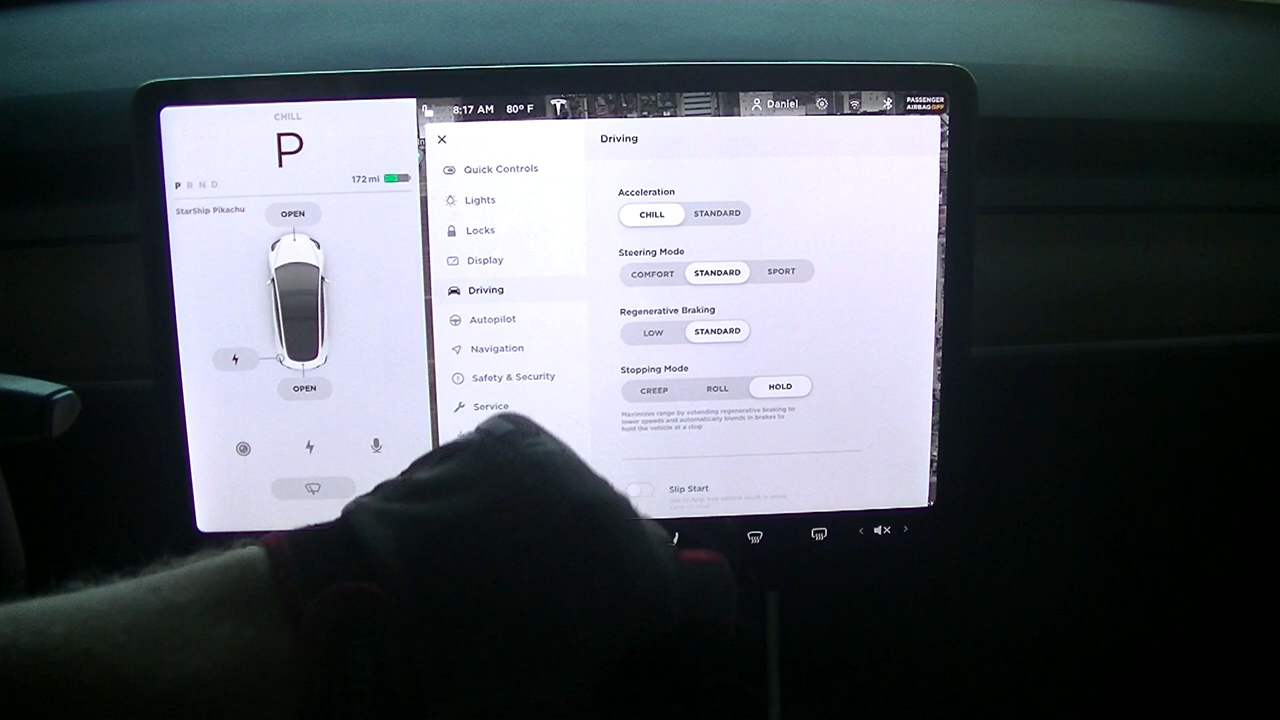 CHILL
P
P R N D
172 mi
StarShip Pikachu
OPEN
OPEN
8:17 AM 80° F
Daniel
PASSENGER
AIRBAG OFF
Quick Controls
Lights
Locks
Display
Driving
Autopilot
Navigation
Safety & Security
Service
Driving
Acceleration
CHILL STANDARD
Steering Mode
COMFORT STANDARD SPORT
Regenerative Braking
LOW STANDARD
Stopping Mode
CREEP ROLL HOLD
Maximizes range by extending regenerative braking to
lower speeds and automatically blends in brakes to
hold the vehicle at a stop
Slip Start